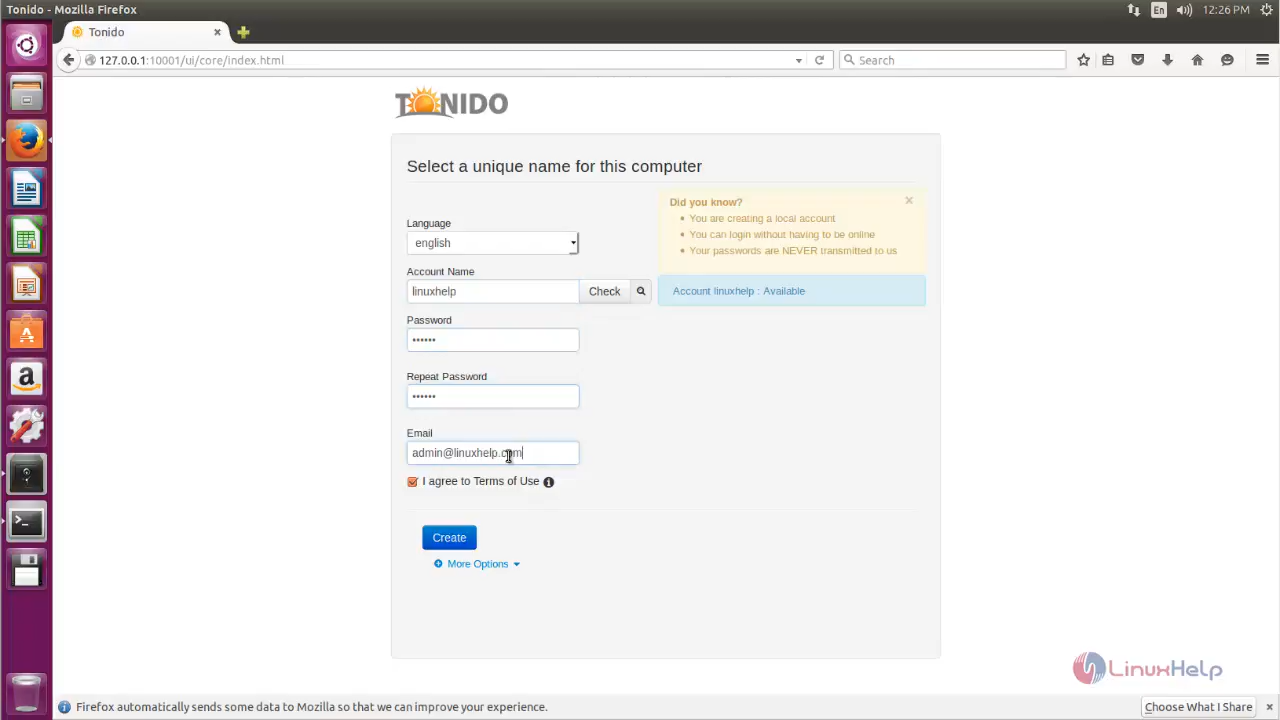 Tonido - Mozilla Firefox
En
12:26 PM
Tonido
127.0.0.1:10001/ui/core/index.html
Search
TONIDO
Select a unique name for this computer
Did you know?
You are creating a local account
You can login without having to be online
Your passwords are NEVER transmitted to us
Language
english
Account Name
linuxhelp
Check
Account linuxhelp : Available
Password
••••••
Repeat Password
••••••
Email
admin@linuxhelp.com
I agree to Terms of Use
Create
More Options
LinuxHelp
Firefox automatically sends some data to Mozilla so that we can improve your experience.
Choose What I Share